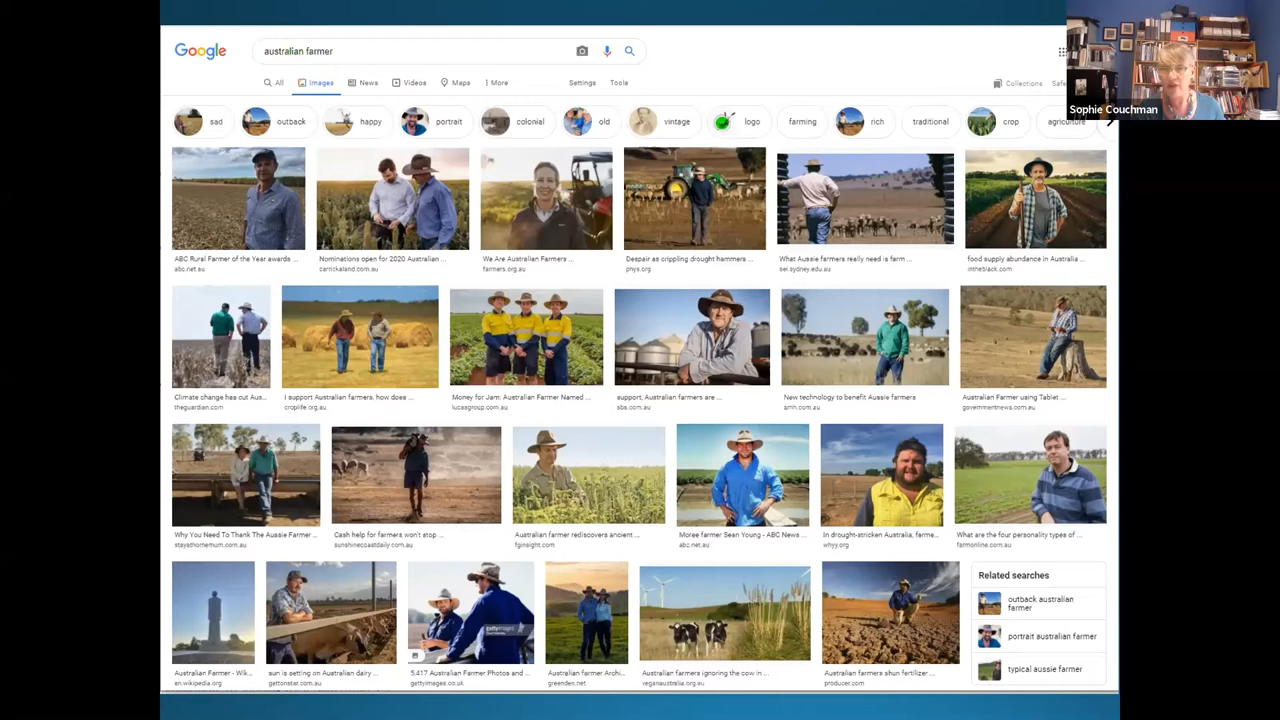 Google
australian farmer
All Images News Videos Maps More Settings Tools Collections
Sophie Couchman
sad outback happy portrait colonial old vintage logo farming rich traditional crop agriculture
ABC Rural Farmer of the Year awards ...
abc.net.au
Nominations open for 2020 Australian ...
carrickaland.com.au
We Are Australian Farmers ...
farmers.org.au
Despair as crippling drought hammers ...
phys.org
What Aussie farmers really need is farm ...
sei.sydney.edu.au
food supply abundance in Australia ...
intheblack.com
Climate change has cut Aus...
theguardian.com
I support Australian farmers. how does ...
croplife.org.au
Money for Jam: Australian Farmer Named ...
lucasgroup.com.au
support, Australian farmers are ...
sbs.com.au
New technology to benefit Aussie farmers
amh.com.au
Australian Farmer using Tablet ...
governmentnews.com.au
Why You Need To Thank The Aussie Farmer ...
stayathomemum.com.au
Cash help for farmers won't stop ...
sunshinecoastdaily.com.au
Australian farmer rediscovers ancient ...
fginsight.com
Moree farmer Sean Young - ABC News ...
abc.net.au
In drought-stricken Australia, farme...
whyy.org
What are the four personality types of ...
farmonline.com.au
Australian Farmer - Wik...
en.wikipedia.org
sun is setting on Australian dairy ...
gettonstar.com.au
gettyimages
5,417 Australian Farmer Photos and ...
gettyimages.co.uk
Australian farmer Archi...
greenden.net
Australian farmers ignoring the cow in ...
veganaustralia.org.au
Australian farmers shun fertilizer ...
producer.com
Related searches
outback australian
farmer
portrait australian farmer
typical aussie farmer